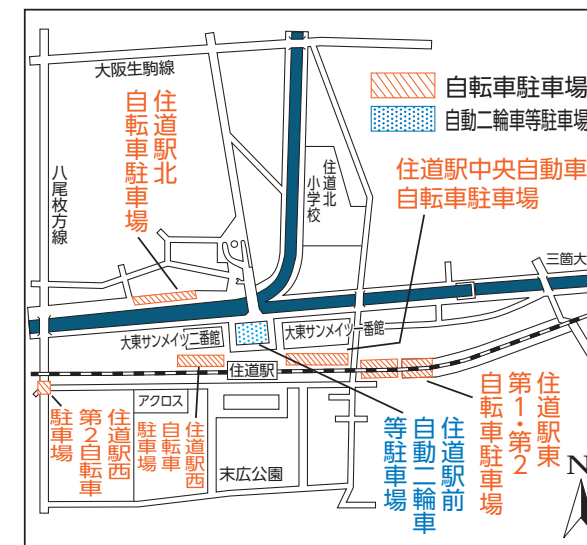 大阪生駒線
自転車駐車場
自動二輪車等駐車場
住道駅北
自転車駐車場
八尾枚方線
住道北
小学校
住道駅中央自動車
自転車駐車場
三箇大
大東サンメイツ二番館
大東サンメイツ一番館
住道駅
アクロス
住道駅西
第2自転車
駐車場
住道駅西
自転車
駐車場
末広公園
住道駅前
自動二輪車
等駐車場
住道駅東
第1・第2
自転車駐車場
N